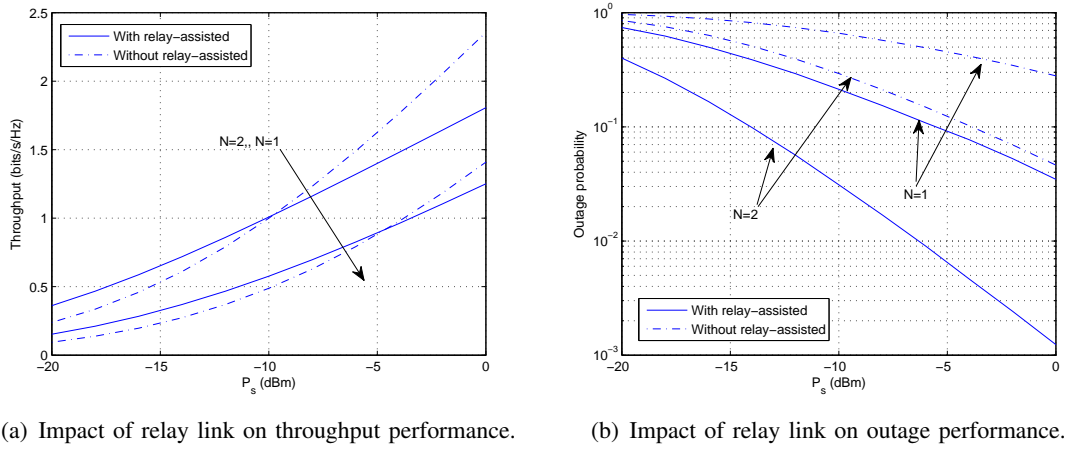 2.5
2
1.5
1
0.5
0
−20
−15
−10
−5
0
Throughput (bits/s/Hz)
P_s (dBm)
With relay−assisted
Without relay−assisted
N=2,, N=1
(a) Impact of relay link on throughput performance.
10^0
10^−1
10^−2
10^−3
−20
−15
−10
−5
0
Outage probability
P_s (dBm)
N=2
N=1
With relay−assisted
Without relay−assisted
(b) Impact of relay link on outage performance.